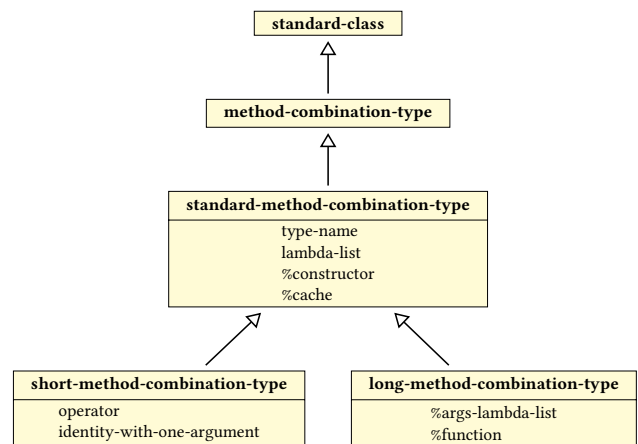 standard-class
method-combination-type
standard-method-combination-type
type-name
lambda-list
%constructor
%cache
short-method-combination-type
operator
identity-with-one-argument
long-method-combination-type
%args-lambda-list
%function